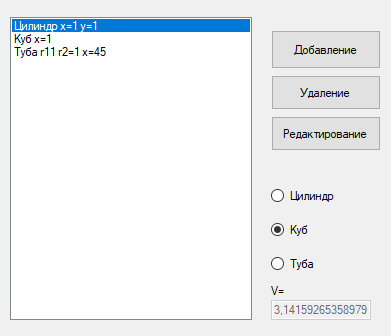 Цилиндр x=1 y=1
Куб x=1
Туба r11 r2=1 x=45
Добавление
Удаление
Редактирование
Цилиндр
Куб
Туба
V=
3,14159265358979